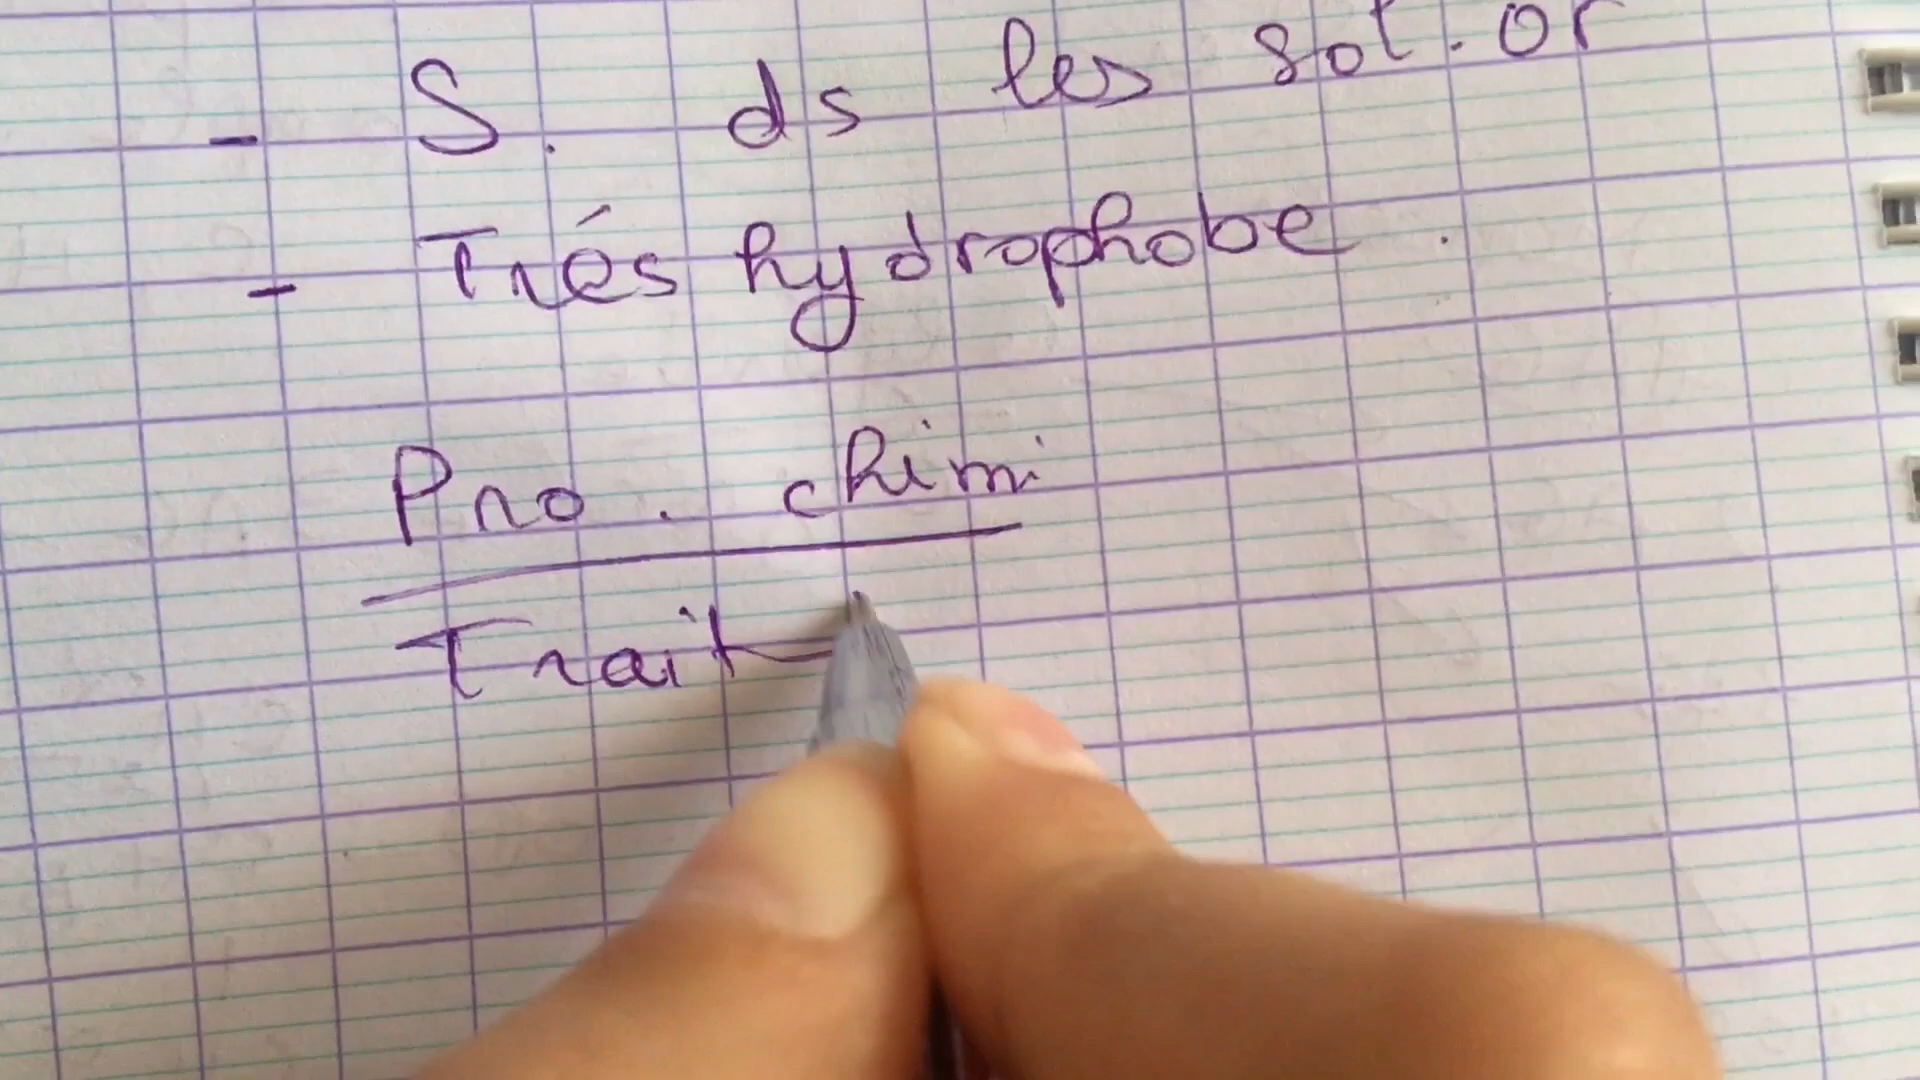 - S. ds les sol. or
- Trés hydrophobe.
Pro. chimi
Trait